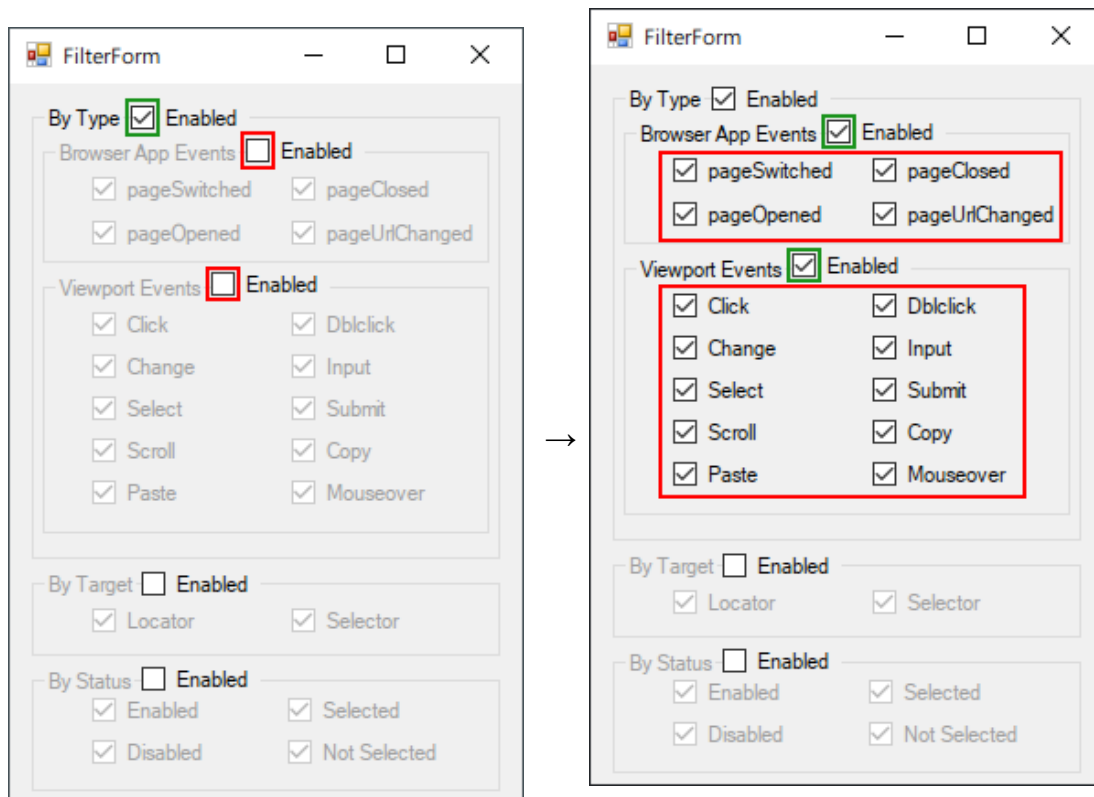 FilterForm
By Type Enabled
Browser App Events Enabled
pageSwitched pageClosed
pageOpened pageUrlChanged
Viewport Events Enabled
Click Dblclick
Change Input
Select Submit
Scroll Copy
Paste Mouseover
By Target Enabled
Locator Selector
By Status Enabled
Enabled Selected
Disabled Not Selected
→
FilterForm
By Type Enabled
Browser App Events Enabled
pageSwitched pageClosed
pageOpened pageUrlChanged
Viewport Events Enabled
Click Dblclick
Change Input
Select Submit
Scroll Copy
Paste Mouseover
By Target Enabled
Locator Selector
By Status Enabled
Enabled Selected
Disabled Not Selected